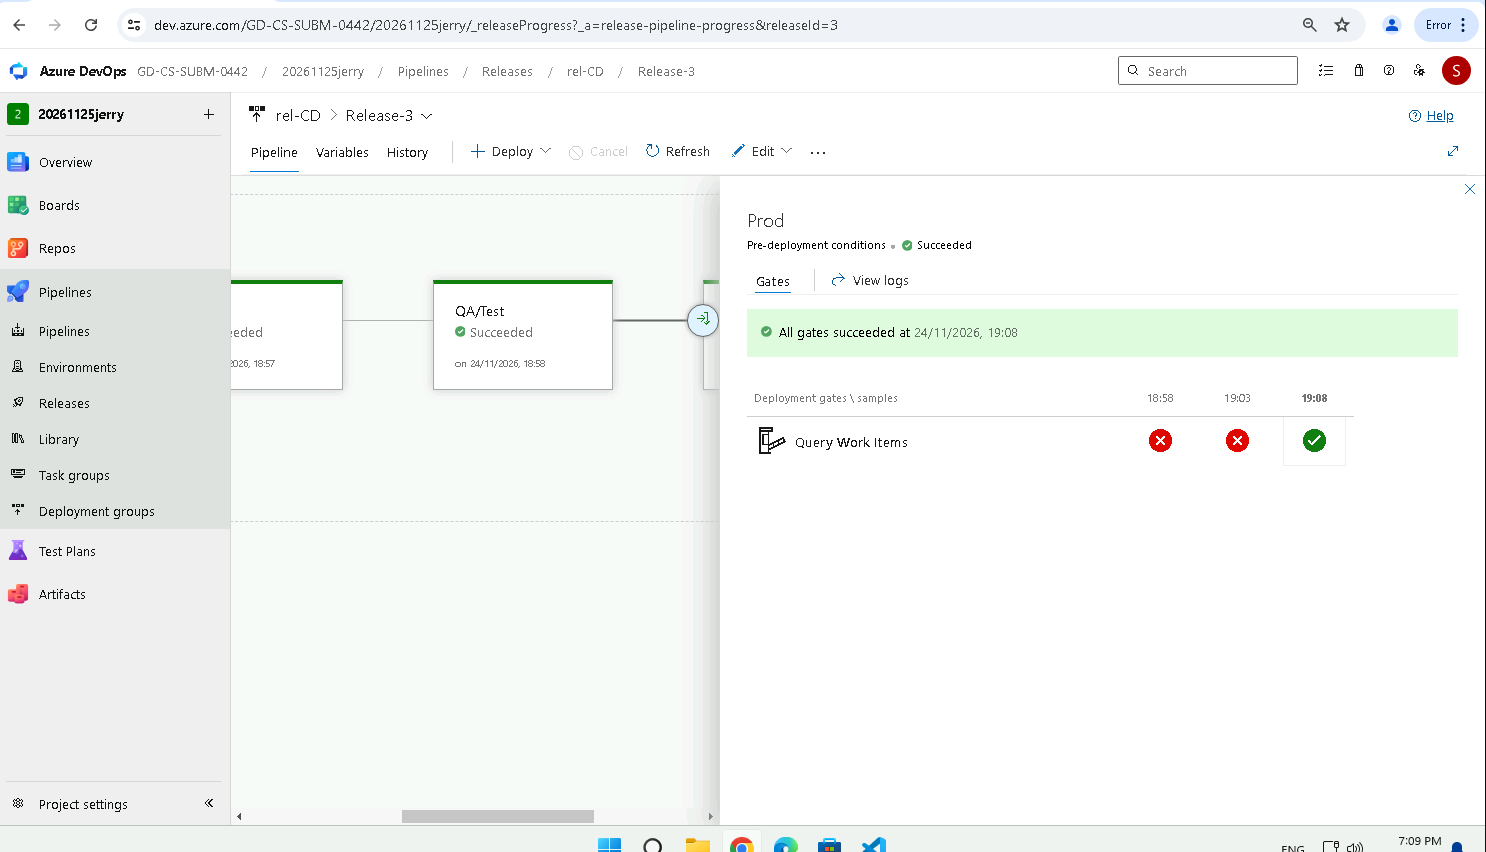 dev.azure.com/GD-CS-SUBM-0442/20261125jerry/_releaseProgress?_a=release-pipeline-progress&releaseId=3
Error
Azure DevOps GD-CS-SUBM-0442 / 20261125jerry / Pipelines / Releases / rel-CD / Release-3
Search
S
2 20261125jerry
Overview
Boards
Repos
Pipelines
Pipelines
Environments
Releases
Library
Task groups
Deployment groups
Test Plans
Artifacts
Project settings
rel-CD > Release-3
Help
Pipeline Variables History Deploy Cancel Refresh Edit ...
eeded
2026, 18:57
QA/Test
Succeeded
on 24/11/2026, 18:58
Prod
Pre-deployment conditions • Succeeded
Gates View logs
All gates succeeded at 24/11/2026, 19:08
Deployment gates \ samples 18:58 19:03 19:08
Query Work Items
ENG
7:09 PM